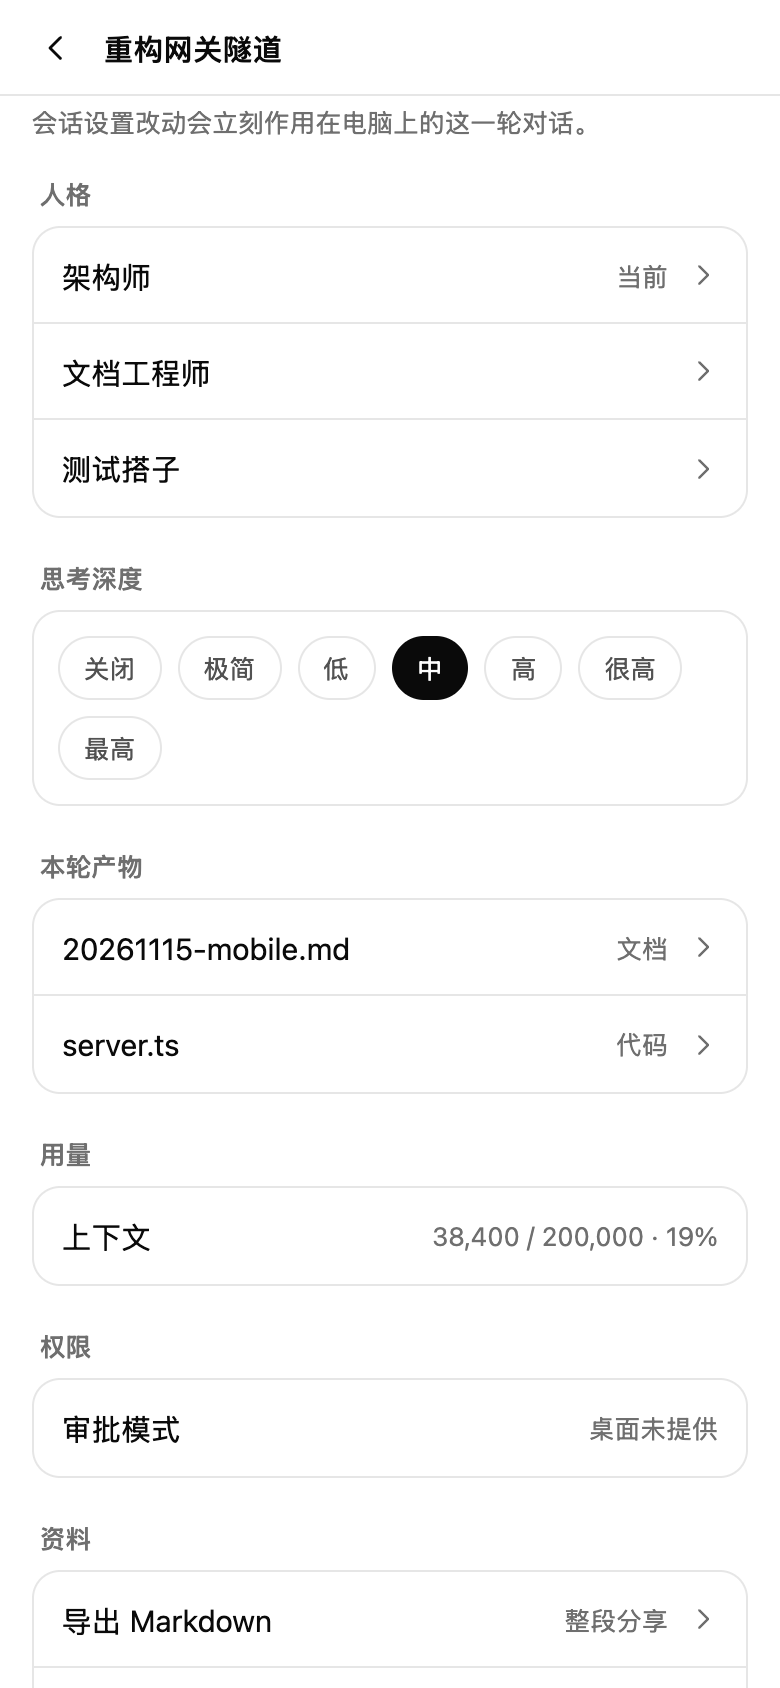 重构网关隧道
会话设置改动会立刻作用在电脑上的这一轮对话。
人格
架构师 当前
文档工程师
测试搭子
思考深度
关闭 极简 低 中 高 很高
最高
本轮产物
20261115-mobile.md 文档
server.ts 代码
用量
上下文 38,400 / 200,000 · 19%
权限
审批模式 桌面未提供
资料
导出 Markdown 整段分享